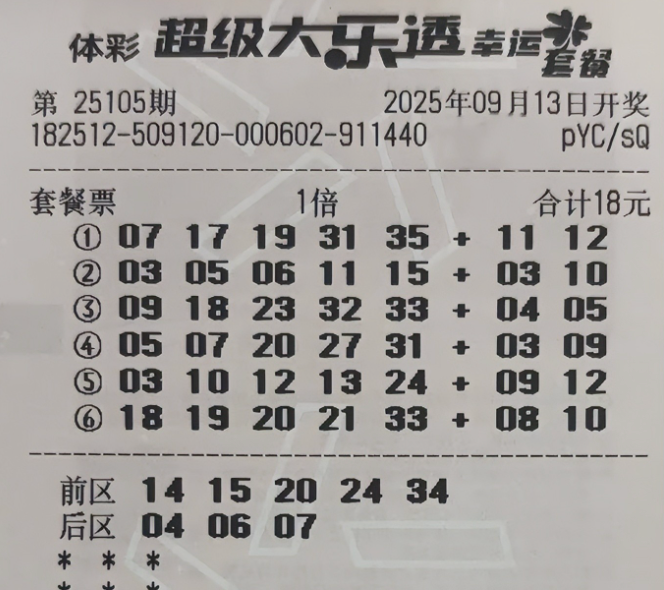 体彩 超级大乐透 幸运套餐
第 25105期 2025年09月13日开奖
182512-509120-000602-911440 pYC/sQ
套餐票 1倍 合计18元
① 07 17 19 31 35 + 11 12
② 03 05 06 11 15 + 03 10
③ 09 18 23 32 33 + 04 05
④ 05 07 20 27 31 + 03 09
⑤ 03 10 12 13 24 + 09 12
⑥ 18 19 20 21 33 + 08 10
前区 14 15 20 24 34
后区 04 06 07
* * *
* * *